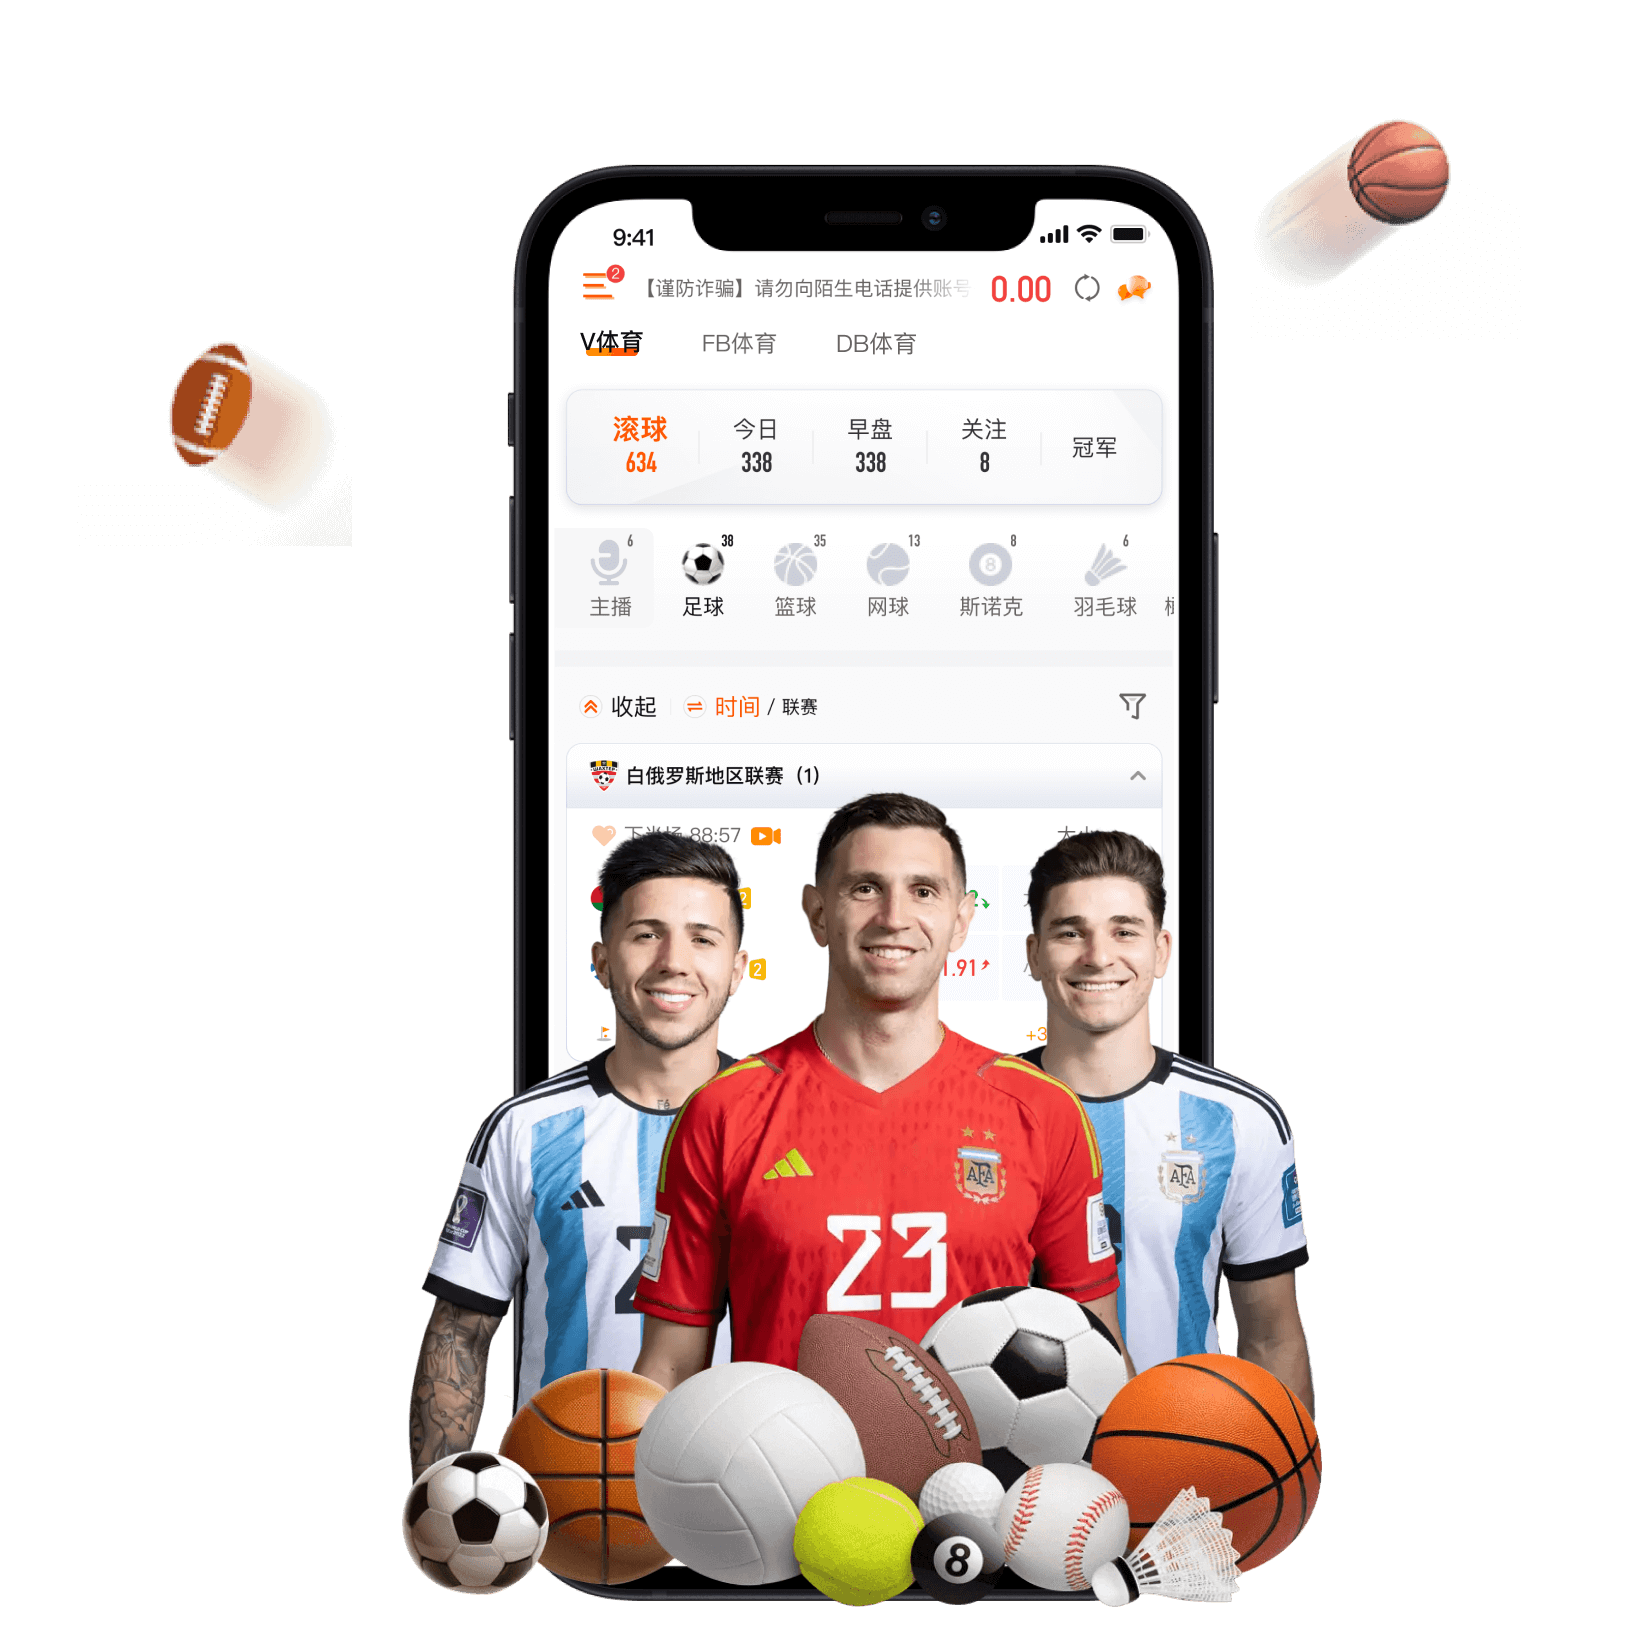 9:41
2
【谨防诈骗】请勿向陌生电话提供账号
0.00
V体育 FB体育 DB体育
滚球 今日 早盘 关注 冠军
634 338 338 8
6 38 35 13 8 6
8
主播 足球 篮球 网球 斯诺克 羽毛球
收起 时间 / 联赛
白俄罗斯地区联赛 (1)
88:57
2
2
1.91
+3
AFA
AFA
23
2
8